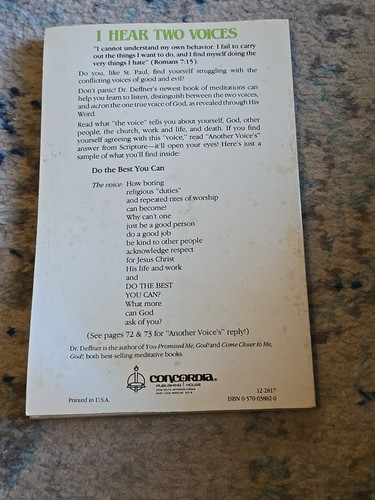 I HEAR TWO VOICES
"I cannot understand my own behavior. I fail to carry
out the things I want to do, and I find myself doing the
very things I hate" (Romans 7:15).
Do you, like St. Paul, find yourself struggling with the
conflicting voices of good and evil?
Don't panic! Dr. Deffner's newest book of meditations can
help you learn to listen, distinguish between the two voices,
and act on the one true voice of God, as revealed through His
Word.
Read what "the voice" tells you about yourself, God, other
people, the church, work and life, and death. If you find
yourself agreeing with this "voice," read "Another Voice's"
answer from Scripture—it'll open your eyes! Here's just a
sample of what you'll find inside:
Do the Best You Can
The voice: How boring
religious "duties"
and repeated rites of worship
can become!
Why can't one
just be a good person
do a good job
be kind to other people
acknowledge respect
for Jesus Christ
His life and work
and
DO THE BEST
YOU CAN?
What more
can God
ask of you?
(See pages 72 & 73 for "Another Voice's" reply!)
Dr. Deffner is the author of You Promised Me, God! and Come Closer to Me,
God!, both best-selling meditative books.
CONCORDIA®
PUBLISHING HOUSE
Printed in U.S.A.
12-2817
ISBN 0-570-03882-0